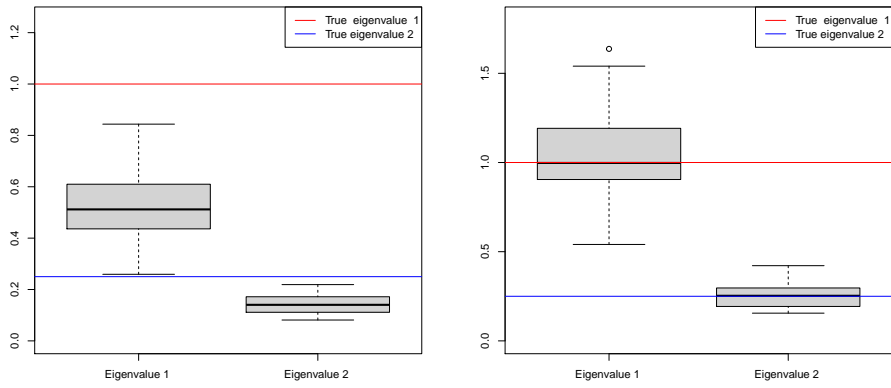 True eigenvalue 1
True eigenvalue 2
1.2
1.0
0.8
0.6
0.4
0.2
0.0
Eigenvalue 1
Eigenvalue 2
True eigenvalue 1
True eigenvalue 2
1.5
1.0
0.5
0.0
Eigenvalue 1
Eigenvalue 2